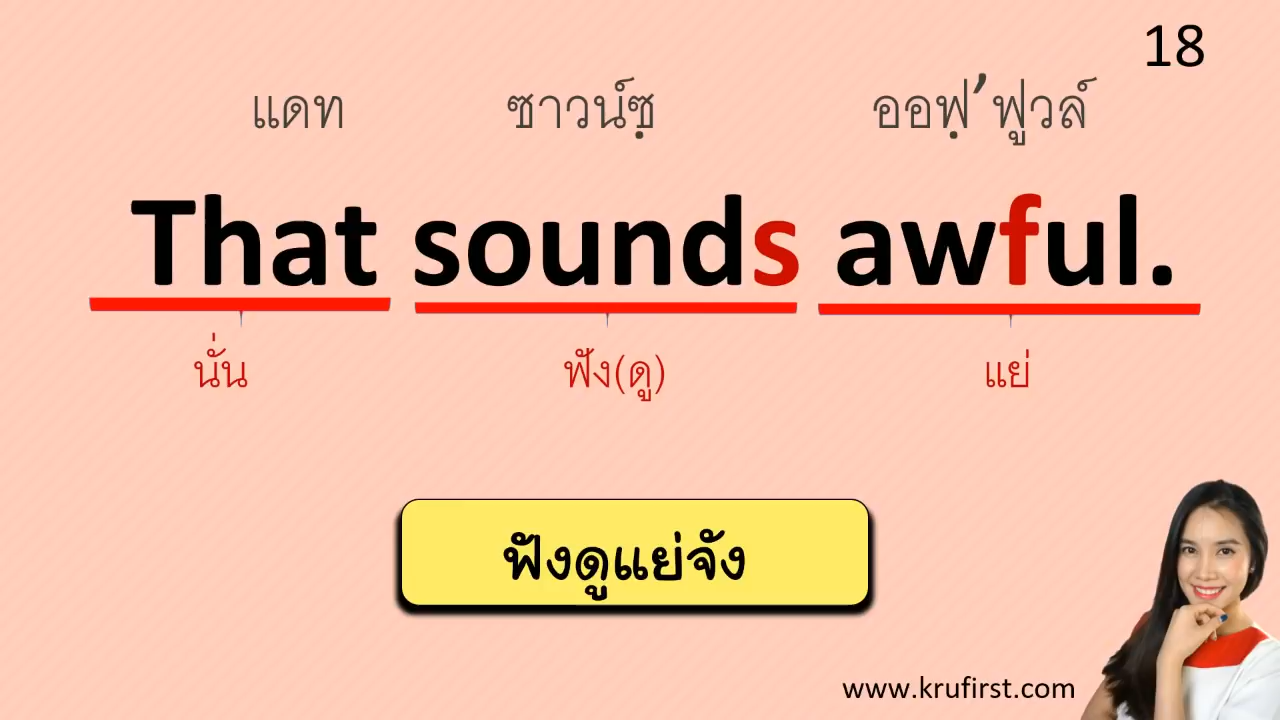 18
แดท ซาวน์ซฺ ออฟฺ’ฟูวล์
That sounds awful.
นั่น ฟัง(ดู) แย่
ฟังดูแย่จัง
www.krufirst.com